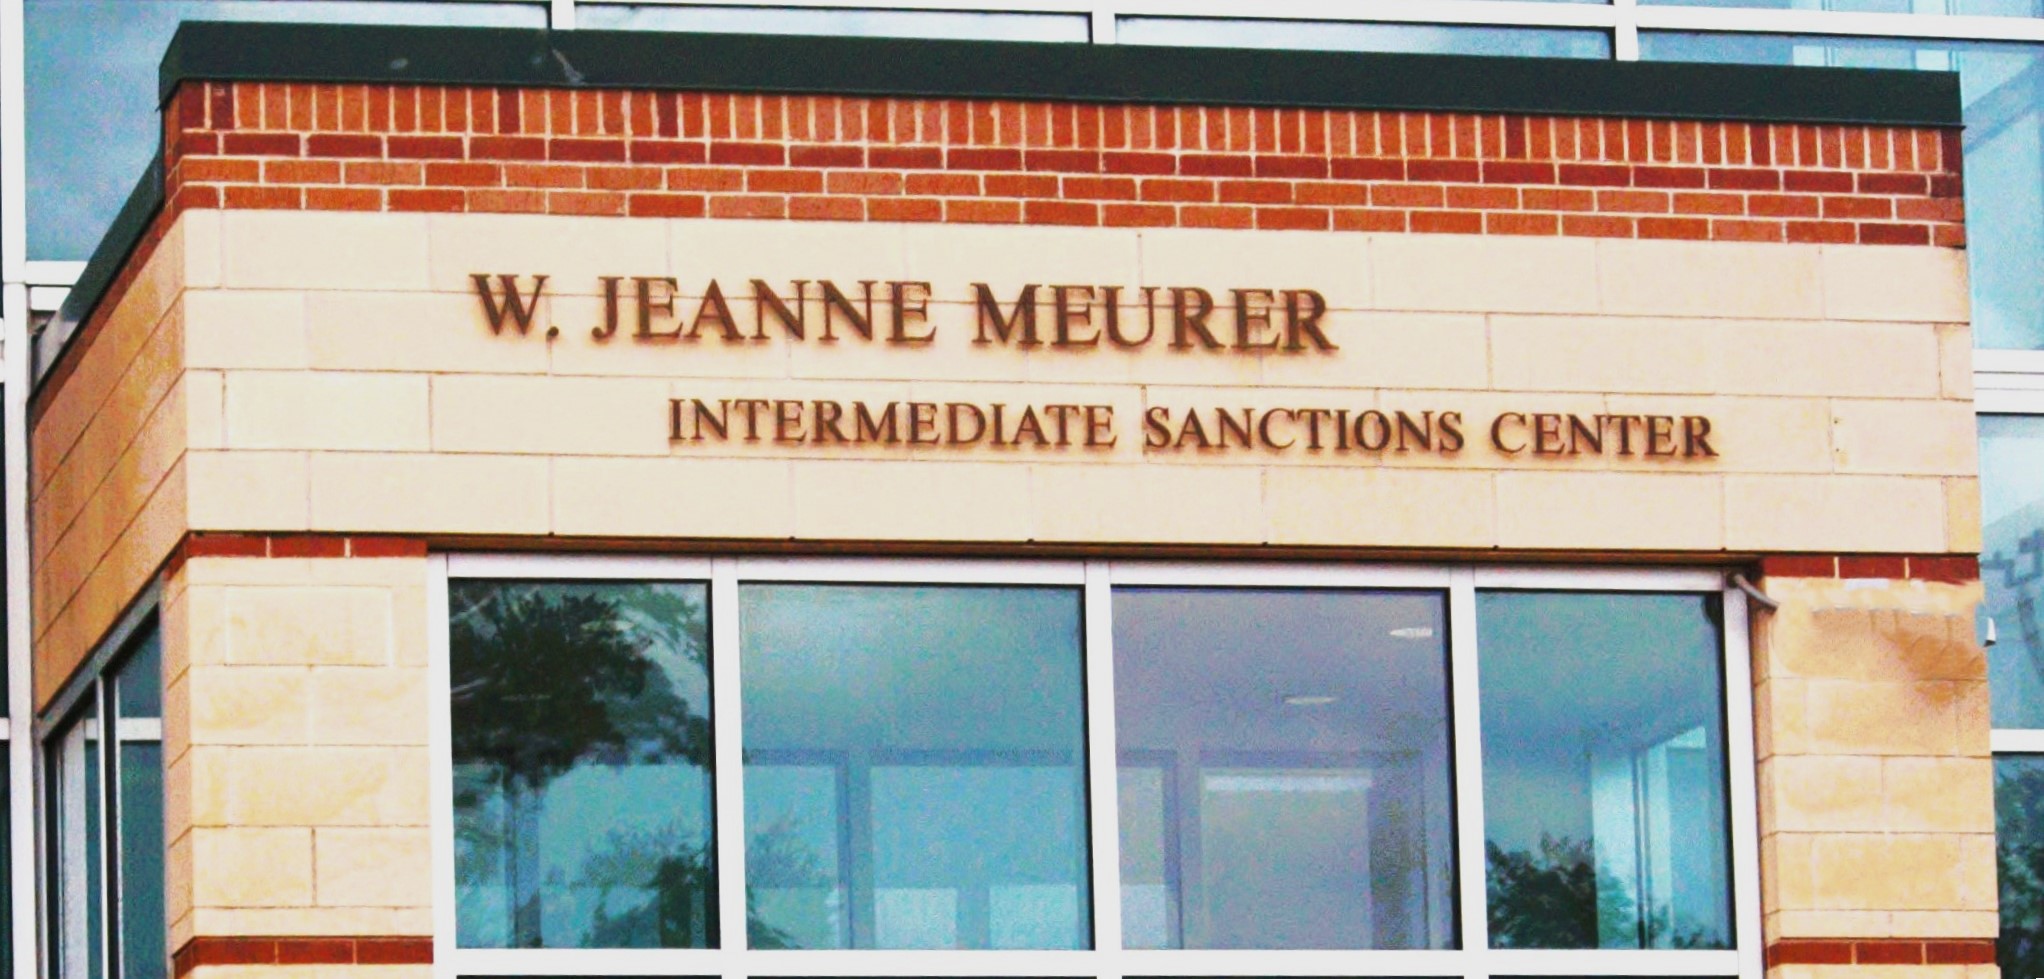 W. JEANNE MEURER
INTERMEDIATE SANCTIONS CENTER